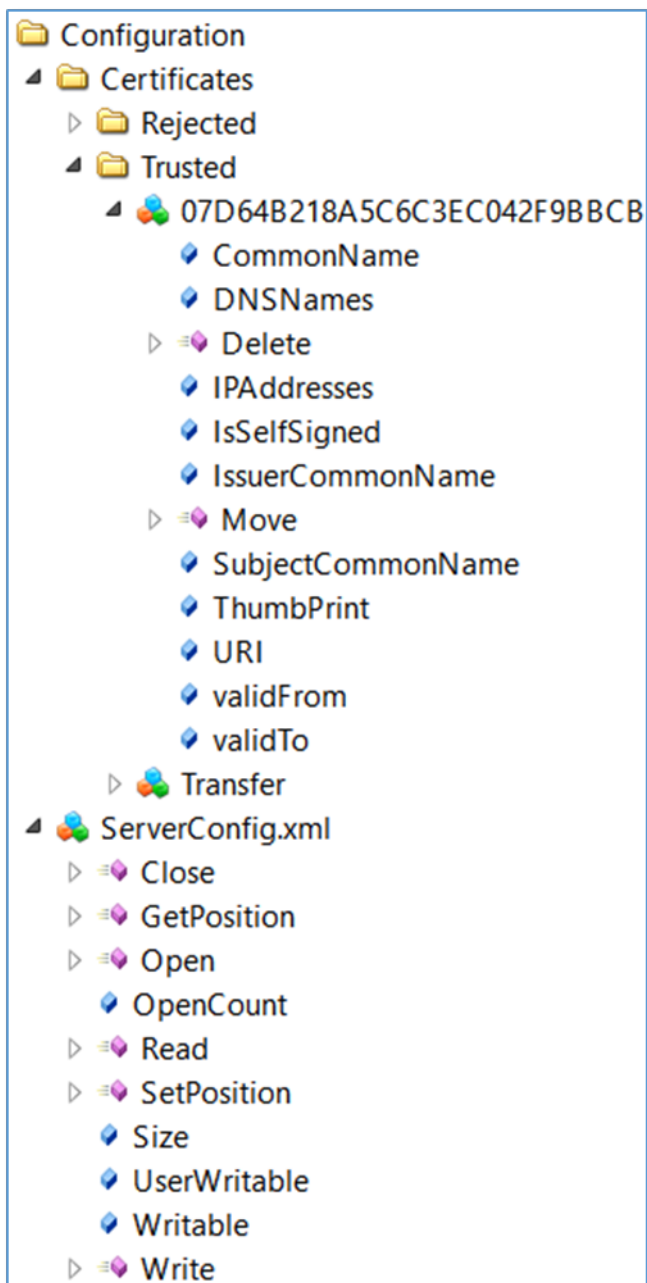 Configuration
Certificates
Rejected
Trusted
07D64B218A5C6C3EC042F9BBCB
CommonName
DNSNames
Delete
IPAddresses
IsSelfSigned
IssuerCommonName
Move
SubjectCommonName
ThumbPrint
URI
validFrom
validTo
Transfer
ServerConfig.xml
Close
GetPosition
Open
OpenCount
Read
SetPosition
Size
UserWritable
Writable
Write